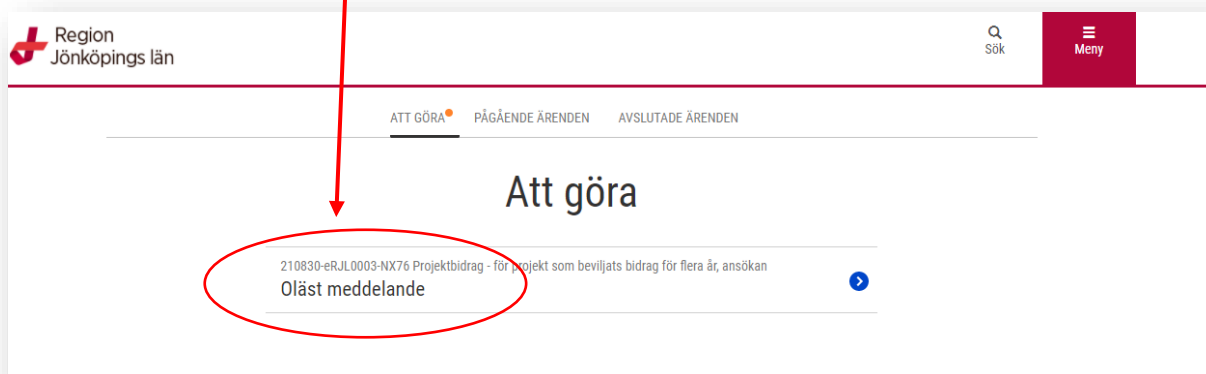 Region
Jönköpings län
Sök
Meny
ATT GÖRA PÅGÅENDE ÄRENDEN AVSLUTADE ÄRENDEN
Att göra
210830-eRJL0003-NX76 Projektbidrag - för projekt som beviljats bidrag för flera år, ansökan
Oläst meddelande